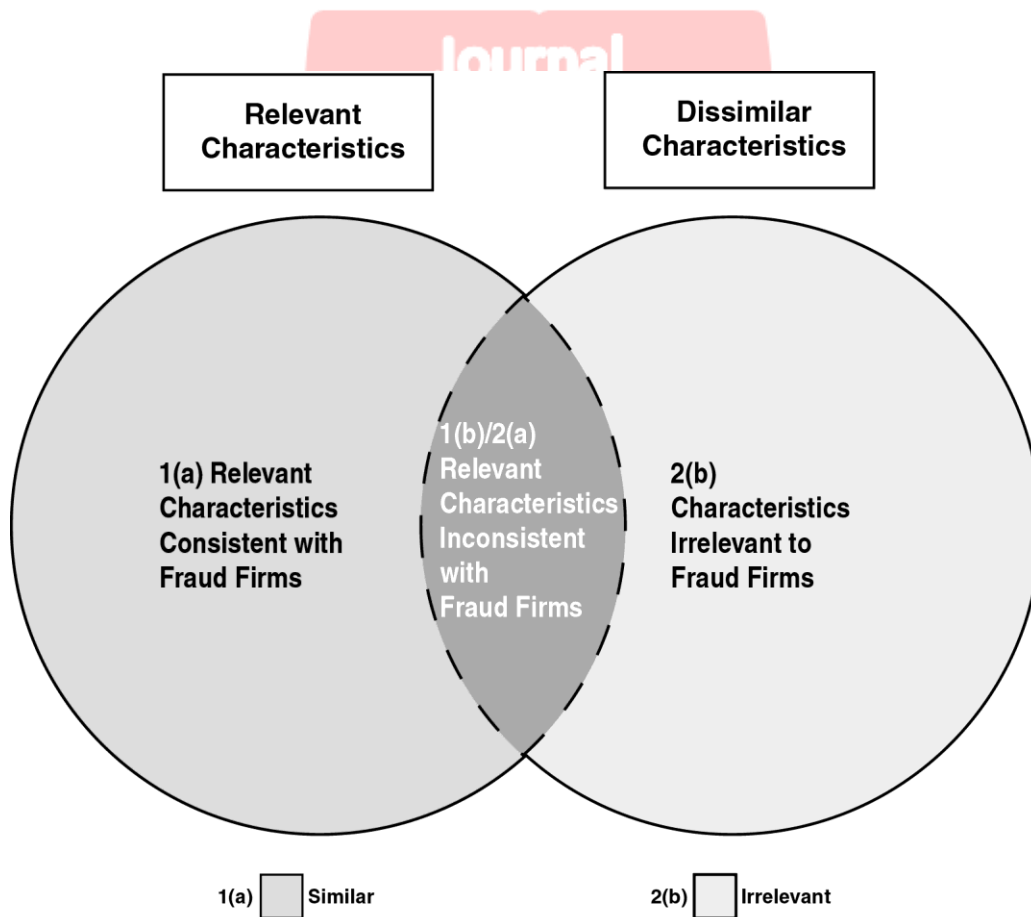 Journal
Relevant
Characteristics
Dissimilar
Characteristics
1(a) Relevant
Characteristics
Consistent with
Fraud Firms
1(b)/2(a)
Relevant
Characteristics
Inconsistent
with
Fraud Firms
2(b)
Characteristics
Irrelevant to
Fraud Firms
1(a) Similar
2(b) Irrelevant